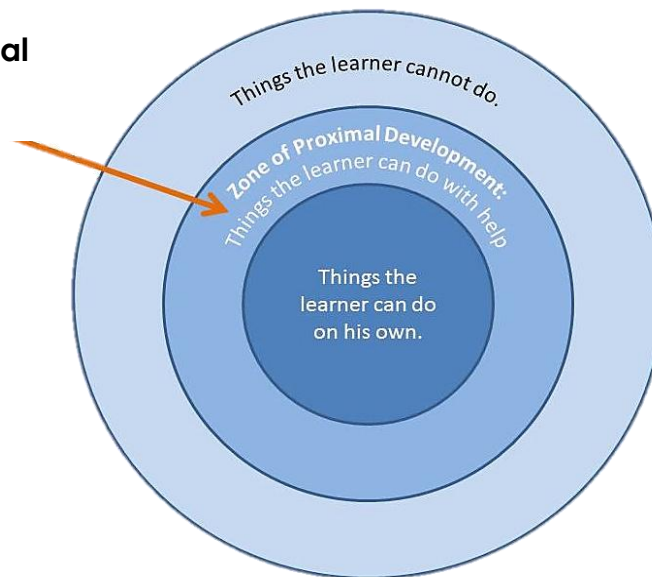 Things the learner cannot do.
Zone of Proximal Development:
Things the learner can do with help
Things the
learner can do
on his own.